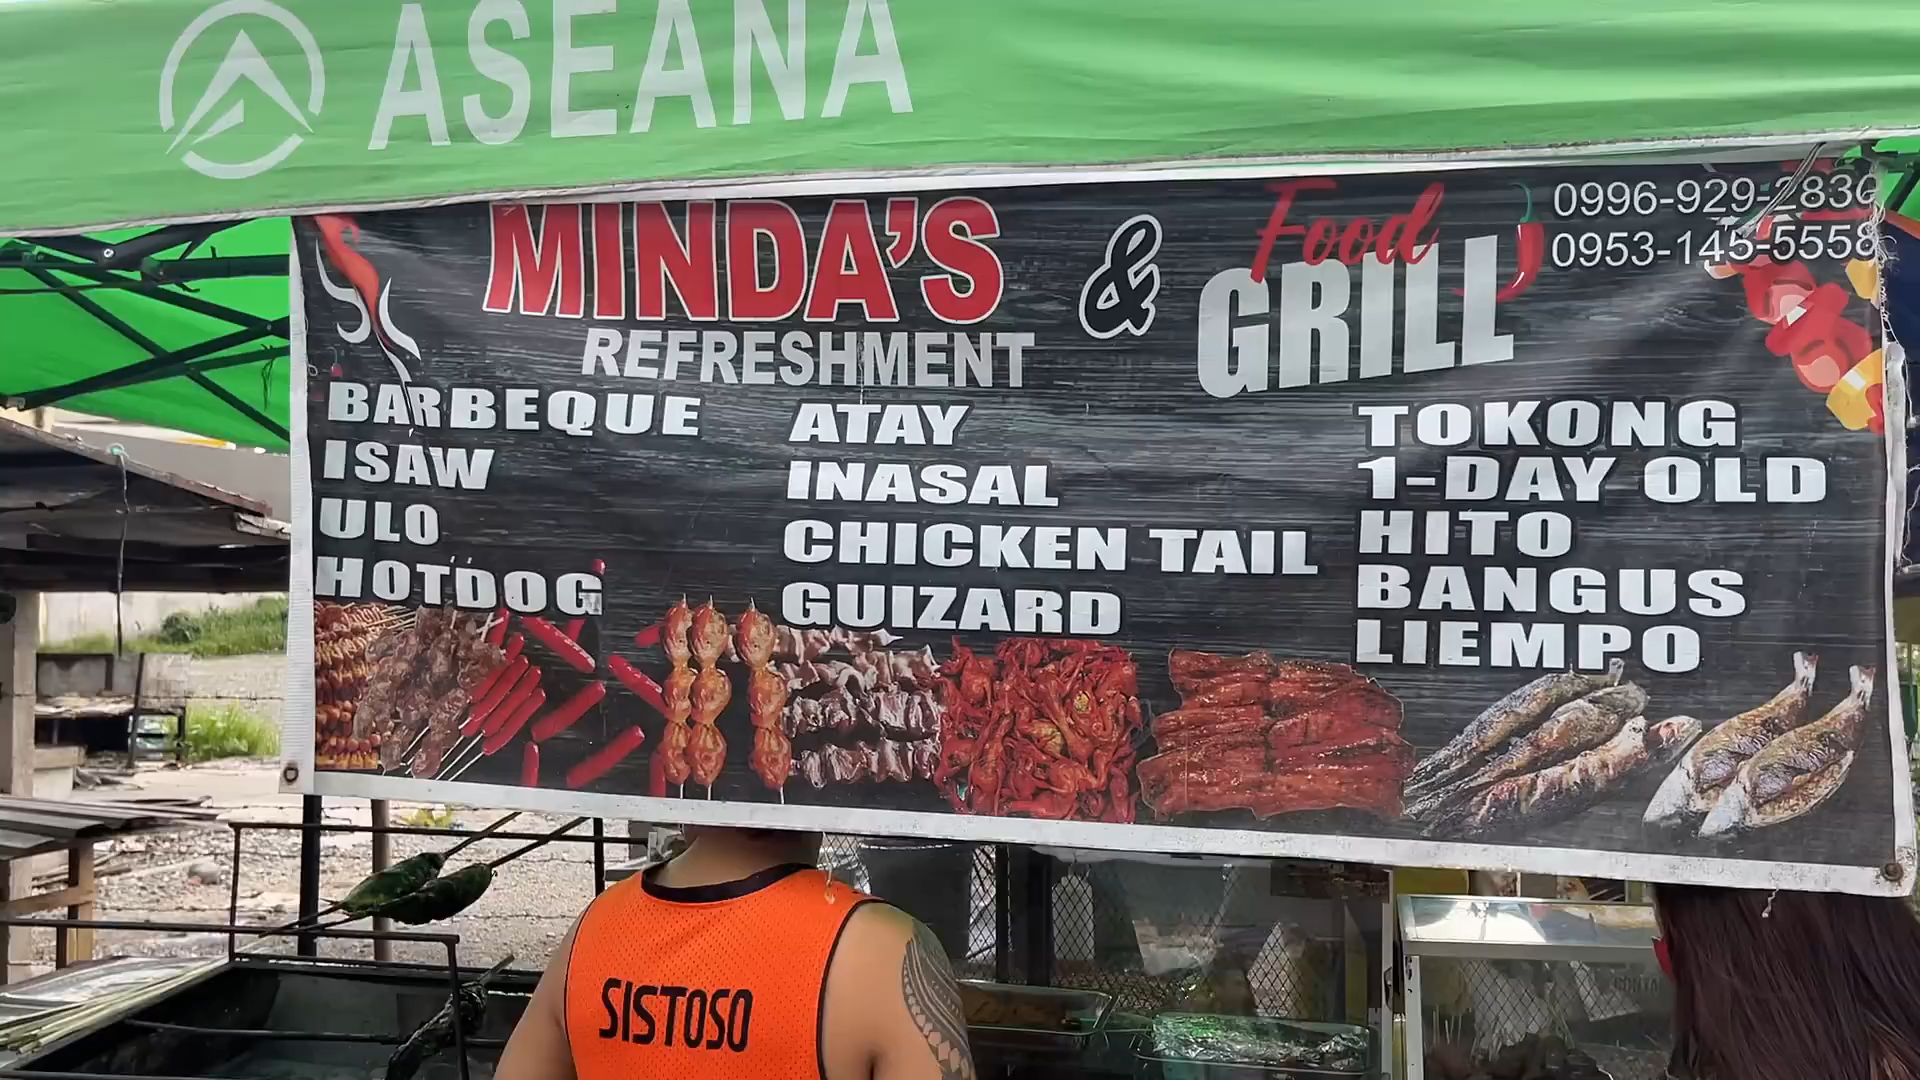 ASEANA
MINDA'S
REFRESHMENT
&
Food
GRILL
0996-929-2836
0953-145-5558
BARBEQUE
ISAW
ULO
HOTDOG
ATAY
INASAL
CHICKEN TAIL
GUIZARD
TOKONG
1-DAY OLD
HITO
BANGUS
LIEMPO
SISTOSO